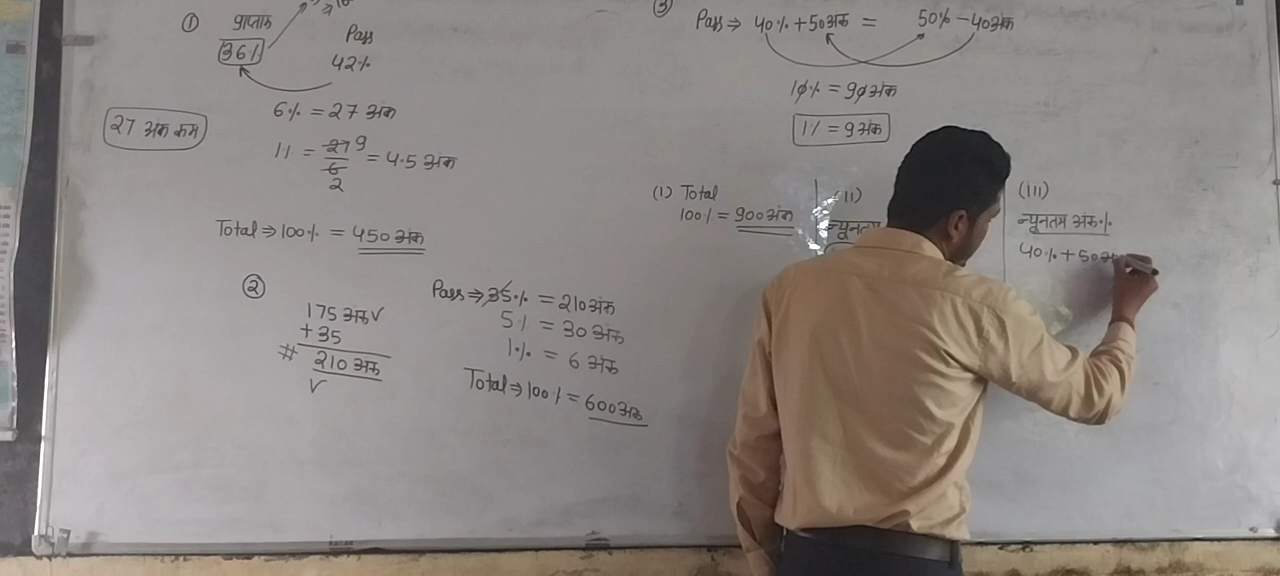 ①
प्राप्तांक
36%
Pass
42%
6% = 27 अंक
27 अंक कम
1% = 27/6 9/2 = 4.5 अंक
Total ⇒ 100% = 450 अंक
②
175 अंक ✓
+ 35
# 210 अंक
✓
Pass ⇒ 35% = 210 अंक
5% = 30 अंक
1% = 6 अंक
Total ⇒ 100% = 600 अंक
③
Pass ⇒ 40% + 50 अंक = 50% - 40 अंक
10% = 90 अंक
1% = 9 अंक
(I) Total
100% = 900 अंक
(II)
(III)
न्यूनतम अंक %
40% + 50